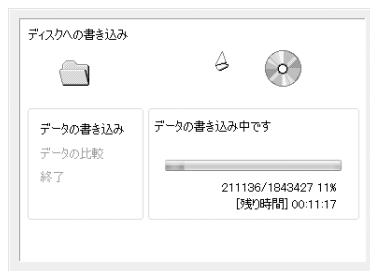 ディスクへの書き込み
データの書き込み
データの比較
終了
データの書き込み中です
211136/1843427 11%
[残り時間] 00:11:17